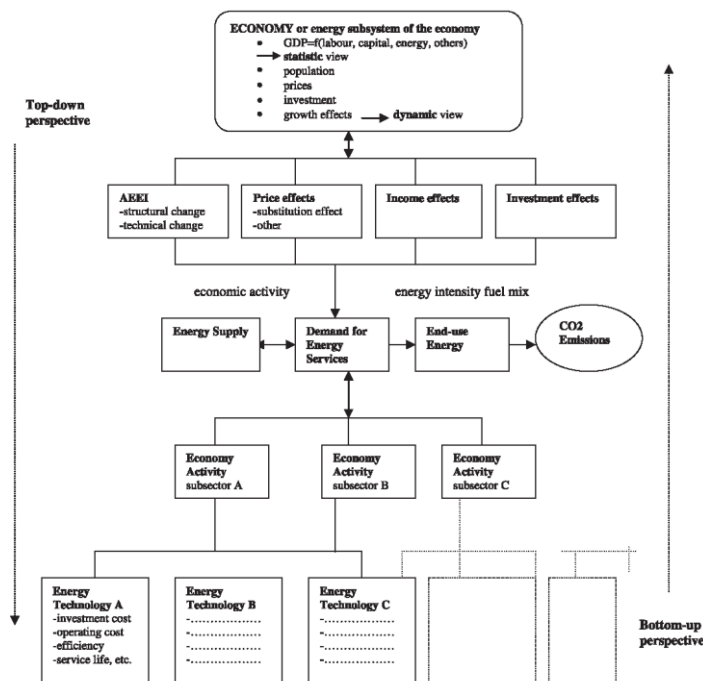 ECONOMY or energy subsystem of the economy
• GDP=f(labour, capital, energy, others)
statistic view
• population
• prices
• investment
• growth effects dynamic view
Top-down
perspective
AEEI
-structural change
-technical change
Price effects
-substitution effect
-other
Income effects
Investment effects
economic activity
energy intensity fuel mix
Energy Supply
Demand for
Energy
Services
End-use
Energy
CO2
Emissions
Economy
Activity
subsector A
Economy
Activity
subsector B
Economy
Activity
subsector C
Energy
Technology A
-investment cost
-operating cost
-efficiency
-service life, etc.
Energy
Technology B
-..................
-..................
-..................
-..................
Energy
Technology C
-..................
-..................
-..................
-..................
Bottom-up
perspective